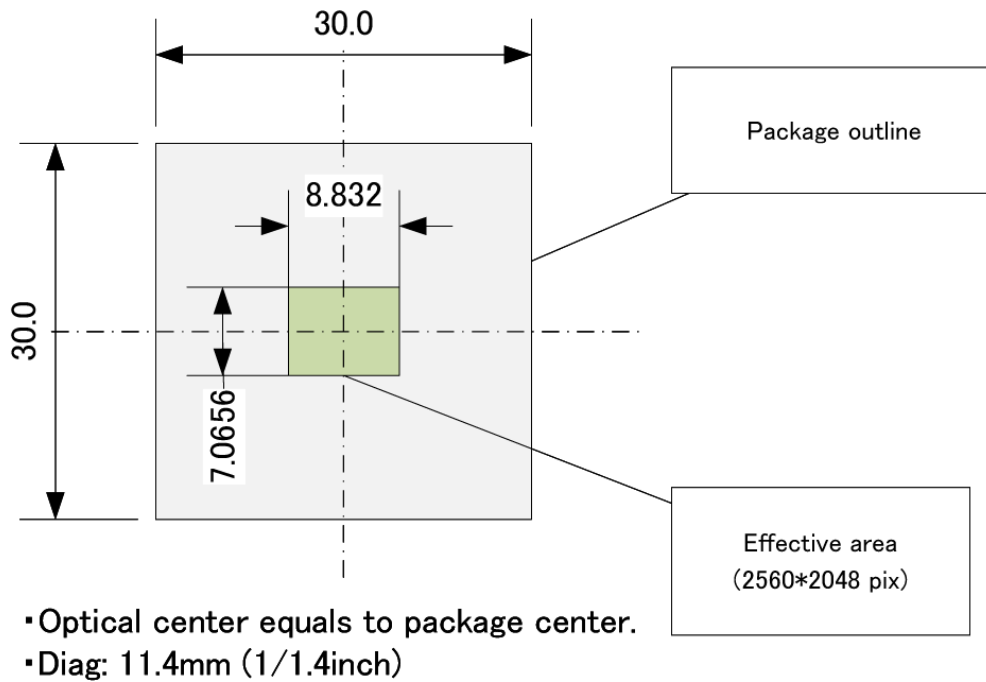 30.0
Package outline
8.832
30.0
7.0656
Effective area
(2560*2048 pix)
▪Optical center equals to package center.
▪Diag: 11.4mm (1/1.4inch)